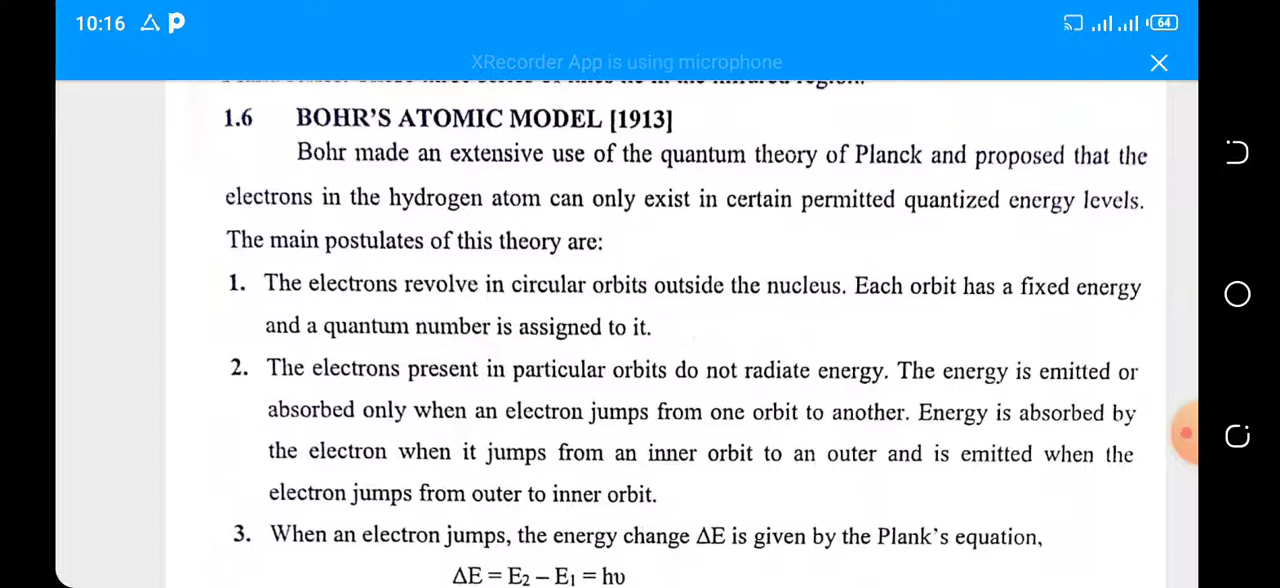 10:16
64
XRecorder App is using microphone
1.6 BOHR'S ATOMIC MODEL [1913]
Bohr made an extensive use of the quantum theory of Planck and proposed that the
electrons in the hydrogen atom can only exist in certain permitted quantized energy levels.
The main postulates of this theory are:
1. The electrons revolve in circular orbits outside the nucleus. Each orbit has a fixed energy
and a quantum number is assigned to it.
2. The electrons present in particular orbits do not radiate energy. The energy is emitted or
absorbed only when an electron jumps from one orbit to another. Energy is absorbed by
the electron when it jumps from an inner orbit to an outer and is emitted when the
electron jumps from outer to inner orbit.
3. When an electron jumps, the energy change ΔE is given by the Plank's equation,
ΔE = E₂ – E₁ = hυ